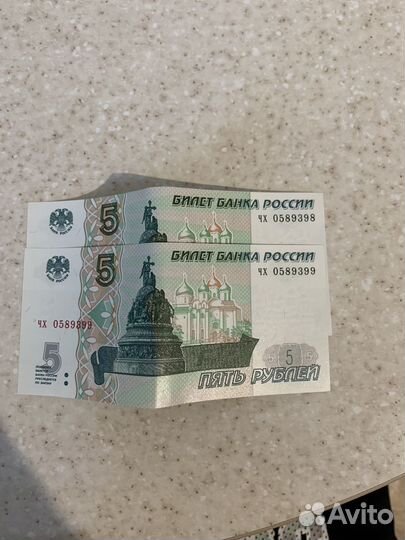 5
БИЛЕТ БАНКА РОССИИ
чх 0589398
5
БИЛЕТ БАНКА РОССИИ
чх 0589399
чх 0589399
5
5
ПЯТЬ РУБЛЕЙ
Avito